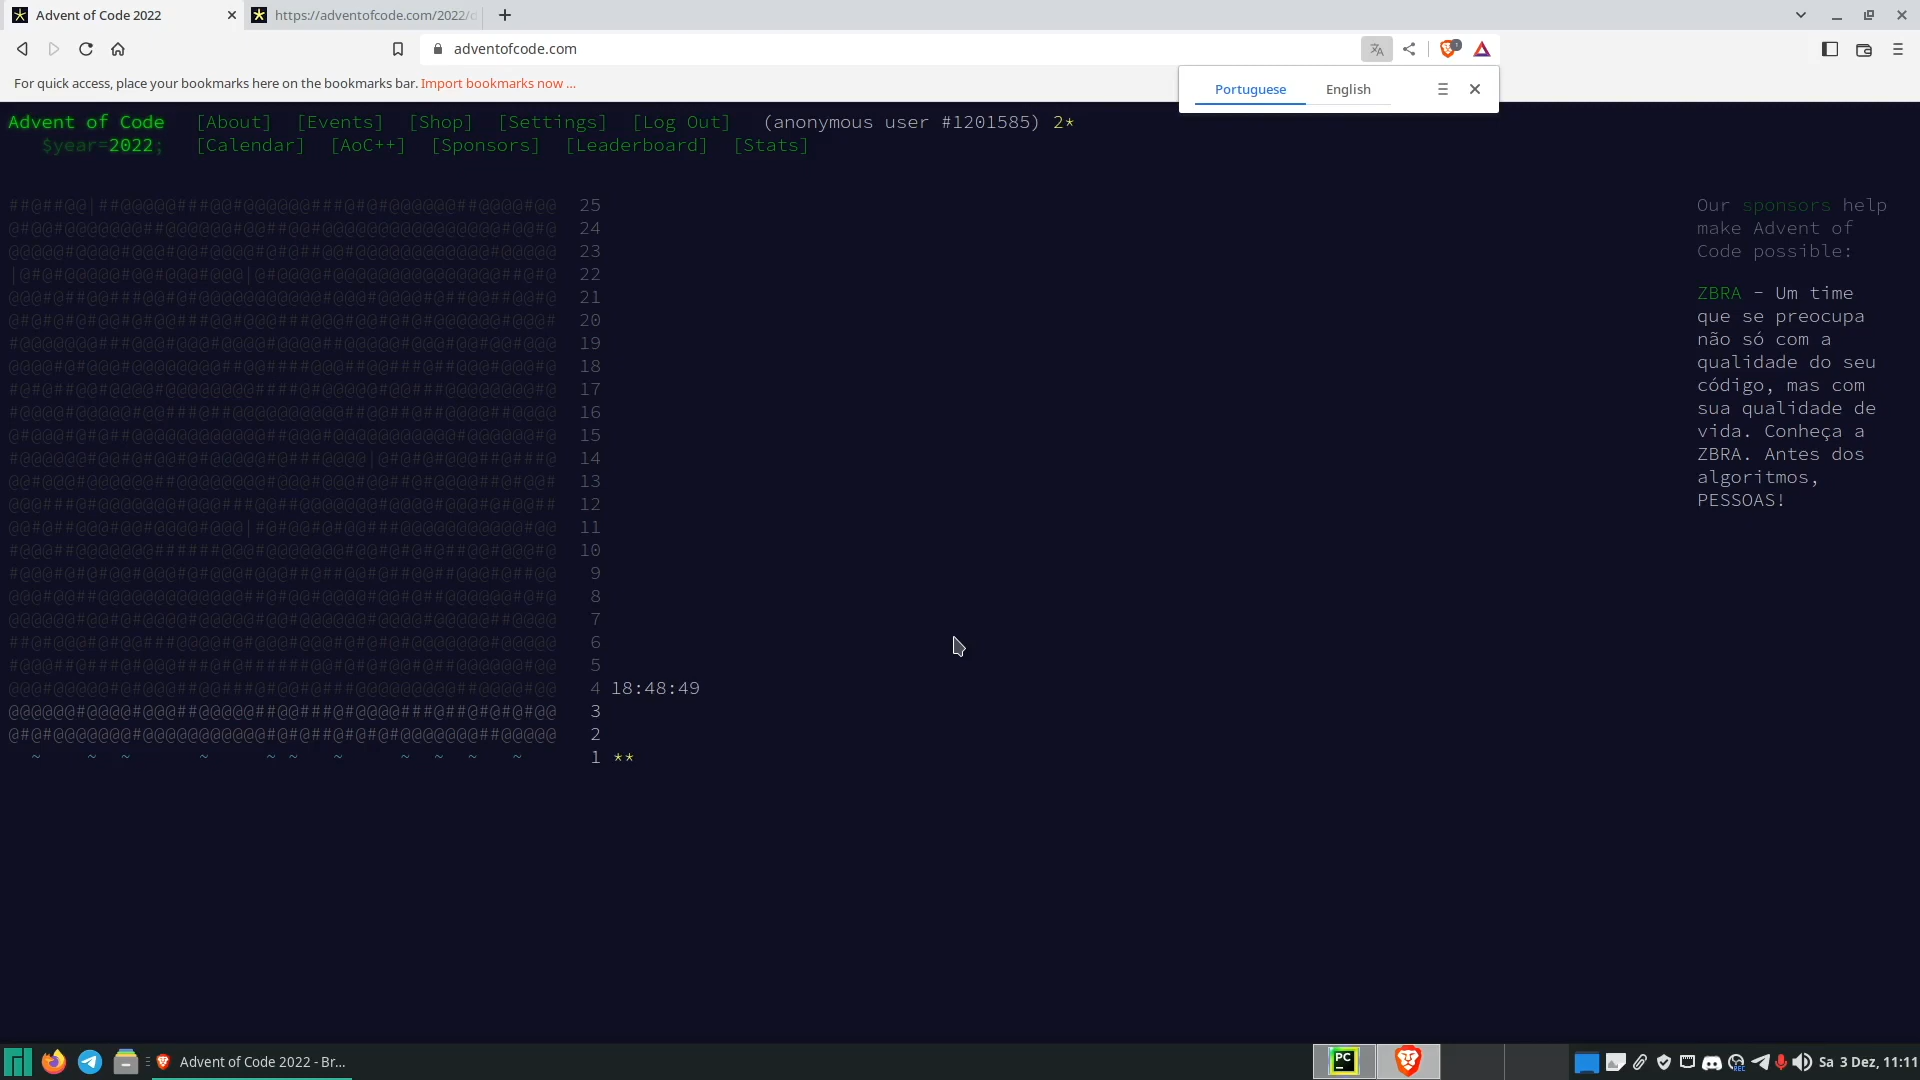 Advent of Code 2022
https://adventofcode.com/2022/d
adventofcode.com
For quick access, place your bookmarks here on the bookmarks bar. Import bookmarks now ...
Portuguese English
Advent of Code [About] [Events] [Shop] [Settings] [Log Out] (anonymous user #1201585) 2*
$year=2022; [Calendar] [AoC++] [Sponsors] [Leaderboard] [Stats]
25
24
23
22
21
20
19
18
17
16
15
14
13
12
11
10
9
8
7
6
5
4 18:48:49
3
2
1 **
Our sponsors help
make Advent of
Code possible:
ZBRA - Um time
que se preocupa
não só com a
qualidade do seu
código, mas com
sua qualidade de
vida. Conheça a
ZBRA. Antes dos
algoritmos,
PESSOAS!
Advent of Code 2022 - Br...
PC
REC
Sa 3 Dez, 11:11